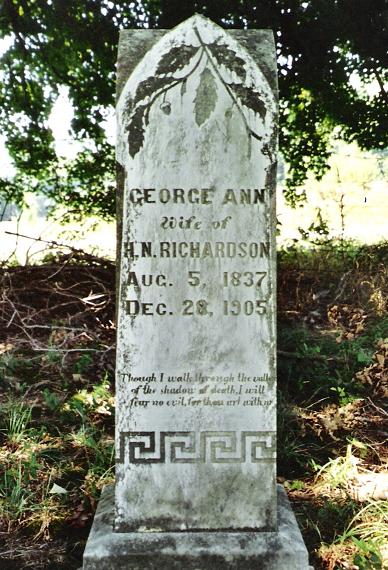 GEORGE ANN
Wife of
H.N. RICHARDSON
AUG. 5, 1837
DEC. 28, 1905
Though I walk through the valley
of the shadow of death, I will
fear no evil, for thou art with me